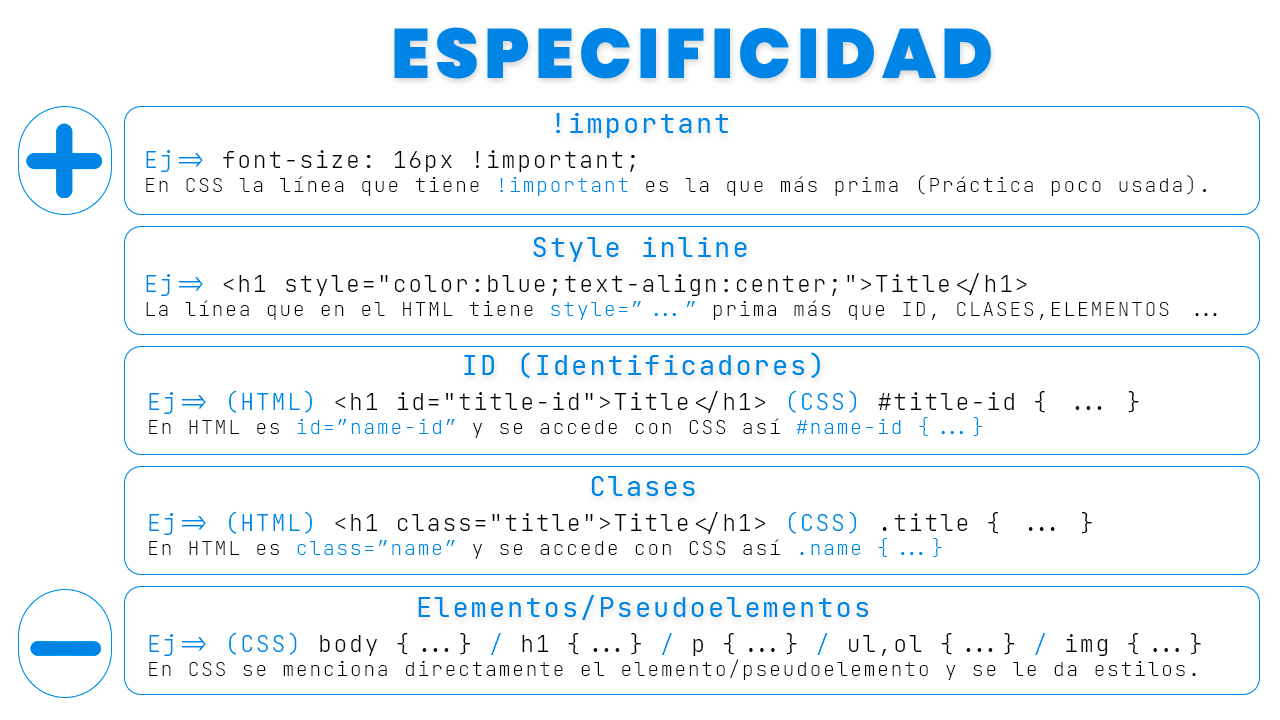 ESPECIFICIDAD
!important
Ej=> font-size: 16px !important;
En CSS la línea que tiene !important es la que más prima (Práctica poco usada).
Style inline
Ej=> <h1 style="color:blue;text-align:center;">Title</h1>
La línea que en el HTML tiene style=”...” prima más que ID, CLASES,ELEMENTOS ...
ID (Identificadores)
Ej=> (HTML) <h1 id="title-id">Title</h1> (CSS) #title-id { ... }
En HTML es id=”name-id” y se accede con CSS así #name-id {...}
Clases
Ej=> (HTML) <h1 class="title">Title</h1> (CSS) .title { ... }
En HTML es class=”name” y se accede con CSS así .name {...}
Elementos/Pseudoelementos
Ej=> (CSS) body {...} / h1 {...} / p {...} / ul,ol {...} / img {...}
En CSS se menciona directamente el elemento/pseudoelemento y se le da estilos.